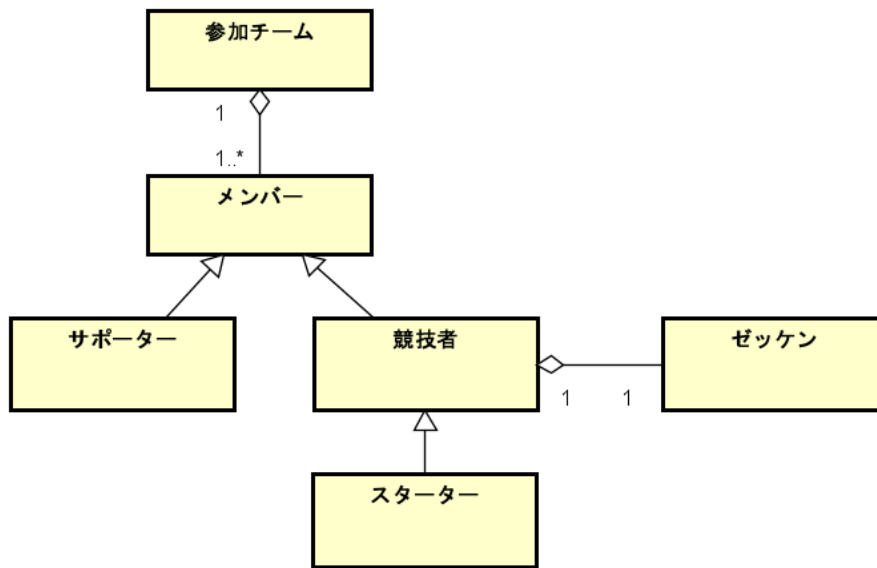 参加チーム
1
1..*
メンバー
サポーター
競技者
ゼッケン
1
1
スターター